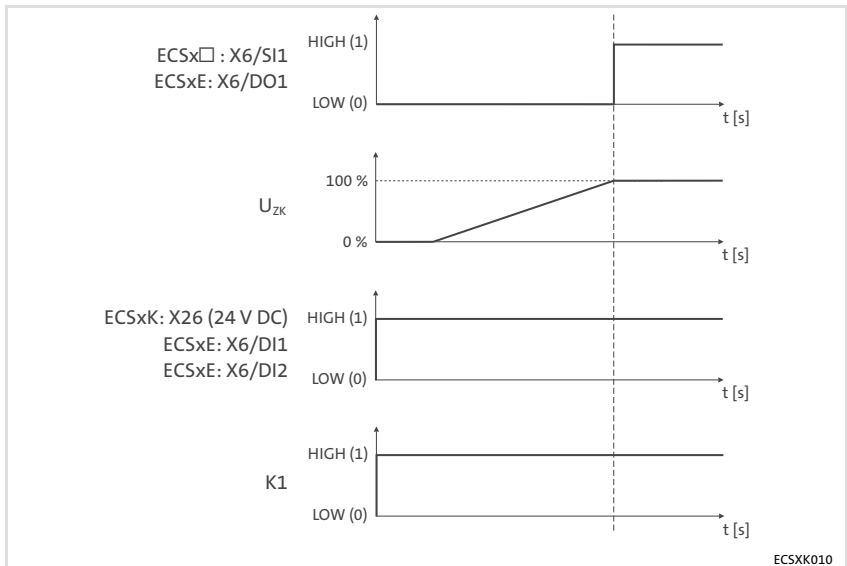 HIGH (1)
ECSx□ : X6/SI1
ECSxE: X6/DO1
LOW (0)
t [s]
100 %
U_ZK
0 %
t [s]
ECSxK: X26 (24 V DC)
HIGH (1)
ECSxE: X6/DI1
ECSxE: X6/DI2
LOW (0)
t [s]
HIGH (1)
K1
LOW (0)
t [s]
ECSXK010